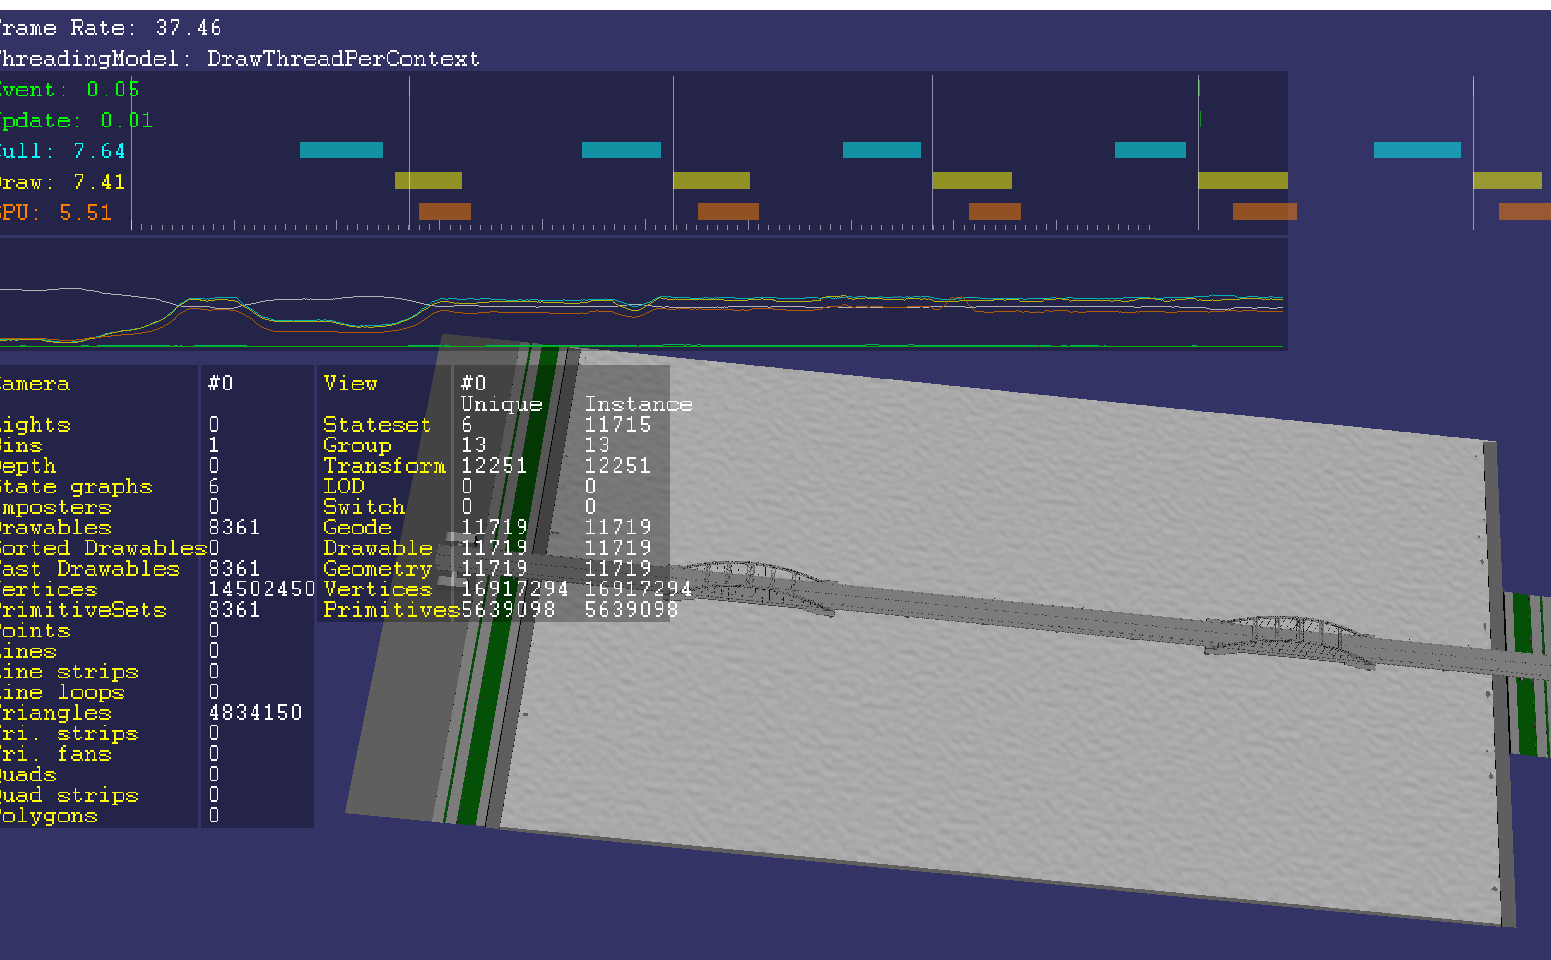 rame Rate: 37.46
hreadingModel: DrawThreadPerContext
vent: 0.05
pdate: 0.01
ull: 7.64
raw: 7.41
PU: 5.51
amera #0 View #0
Unique Instance
ights 0 Stateset 6 11715
ins 1 Group 13 13
epth 0 Transform 12251 12251
tate graphs 6 LOD 0 0
mposters 0 Switch 0 0
rawables 8361 Geode 11719 11719
orted Drawables 0 Drawable 11719 11719
ast Drawables 8361 Geometry 11719 11719
ertices 14502450 Vertices 16917294 16917294
rimitiveSets 8361 Primitives 5639098 5639098
oints 0
ines 0
ine strips 0
ine loops 0
riangles 4834150
ri. strips 0
ri. fans 0
uads 0
uad strips 0
olygons 0